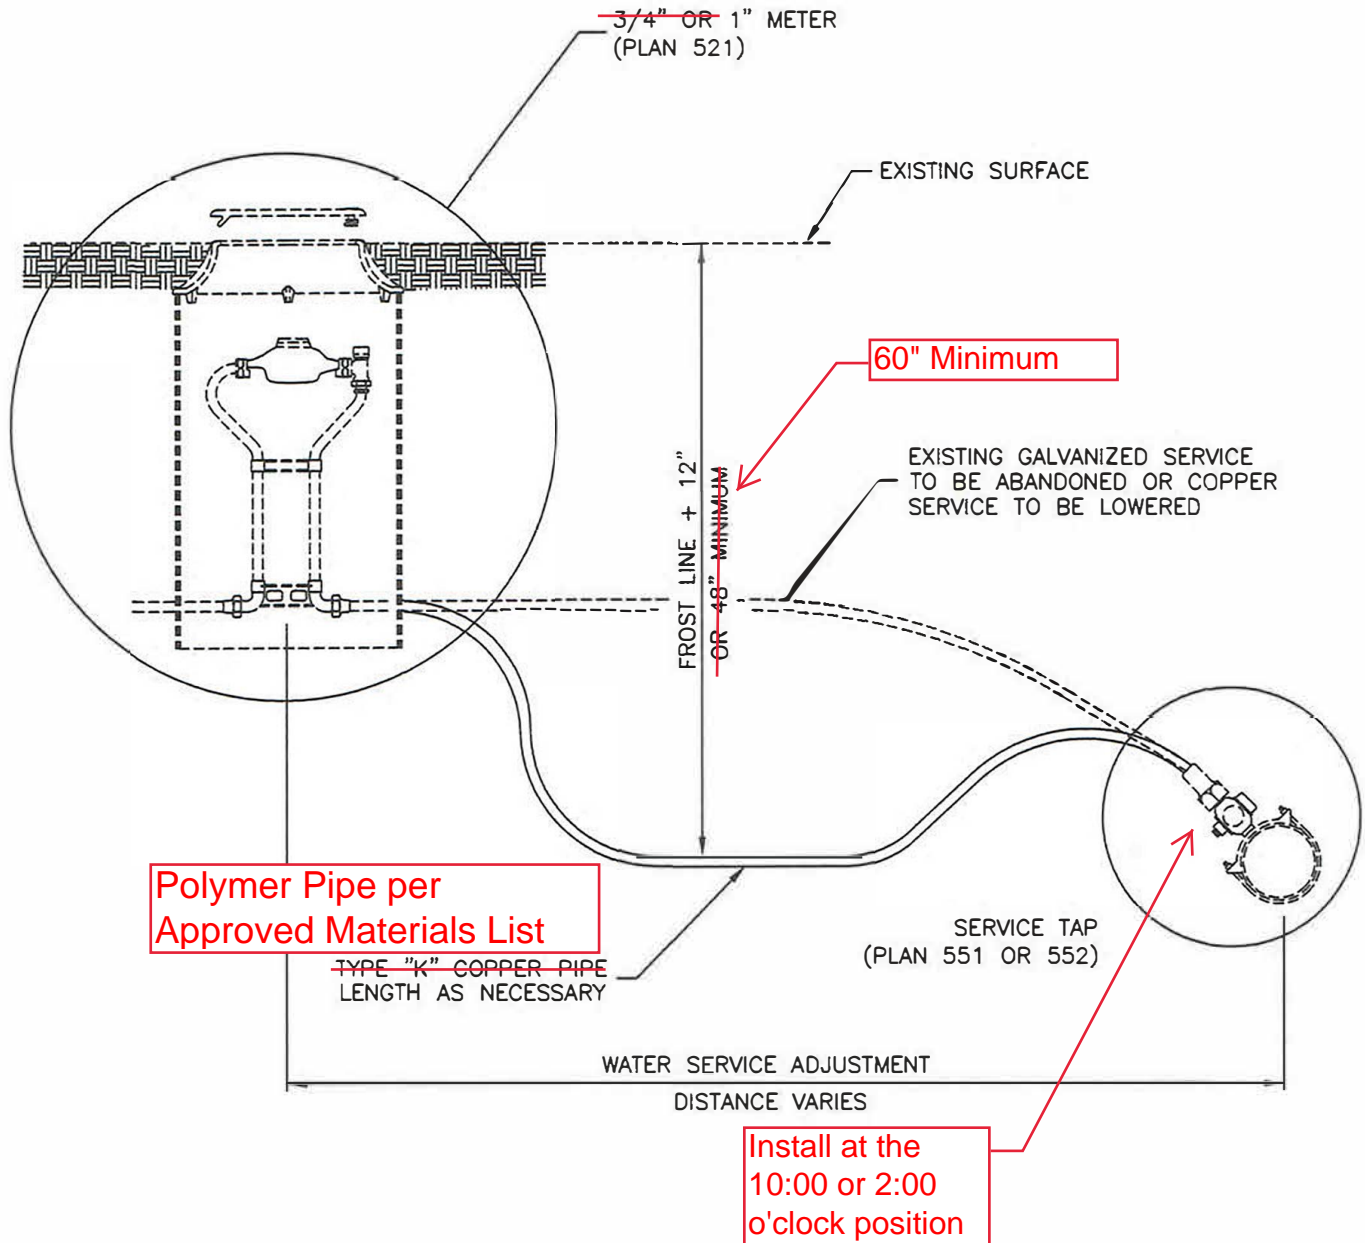 3/4" OR 1" METER
(PLAN 521)
EXISTING SURFACE
60" Minimum
EXISTING GALVANIZED SERVICE
TO BE ABANDONED OR COPPER
SERVICE TO BE LOWERED
FROST LINE + 12"
OR 48" MINIMUM
Polymer Pipe per
Approved Materials List
TYPE "K" COPPER PIPE
LENGTH AS NECESSARY
SERVICE TAP
(PLAN 551 OR 552)
WATER SERVICE ADJUSTMENT
DISTANCE VARIES
Install at the
10:00 or 2:00
o'clock position